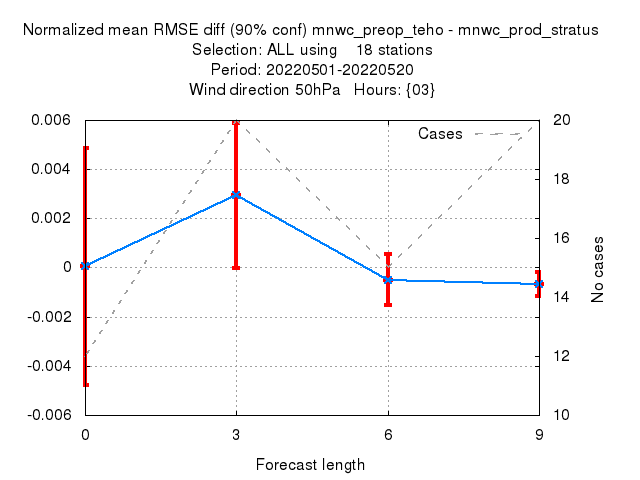 Normalized mean RMSE diff (90% conf) mnwc_preop_teho - mnwc_prod_stratus
Selection: ALL using    18 stations
Period: 20220501-20220520
Wind direction 50hPa   Hours: {03}
Cases
0.006
0.004
0.002
0
-0.002
-0.004
-0.006
20
18
16
14
12
10
No cases
0
3
6
9
Forecast length